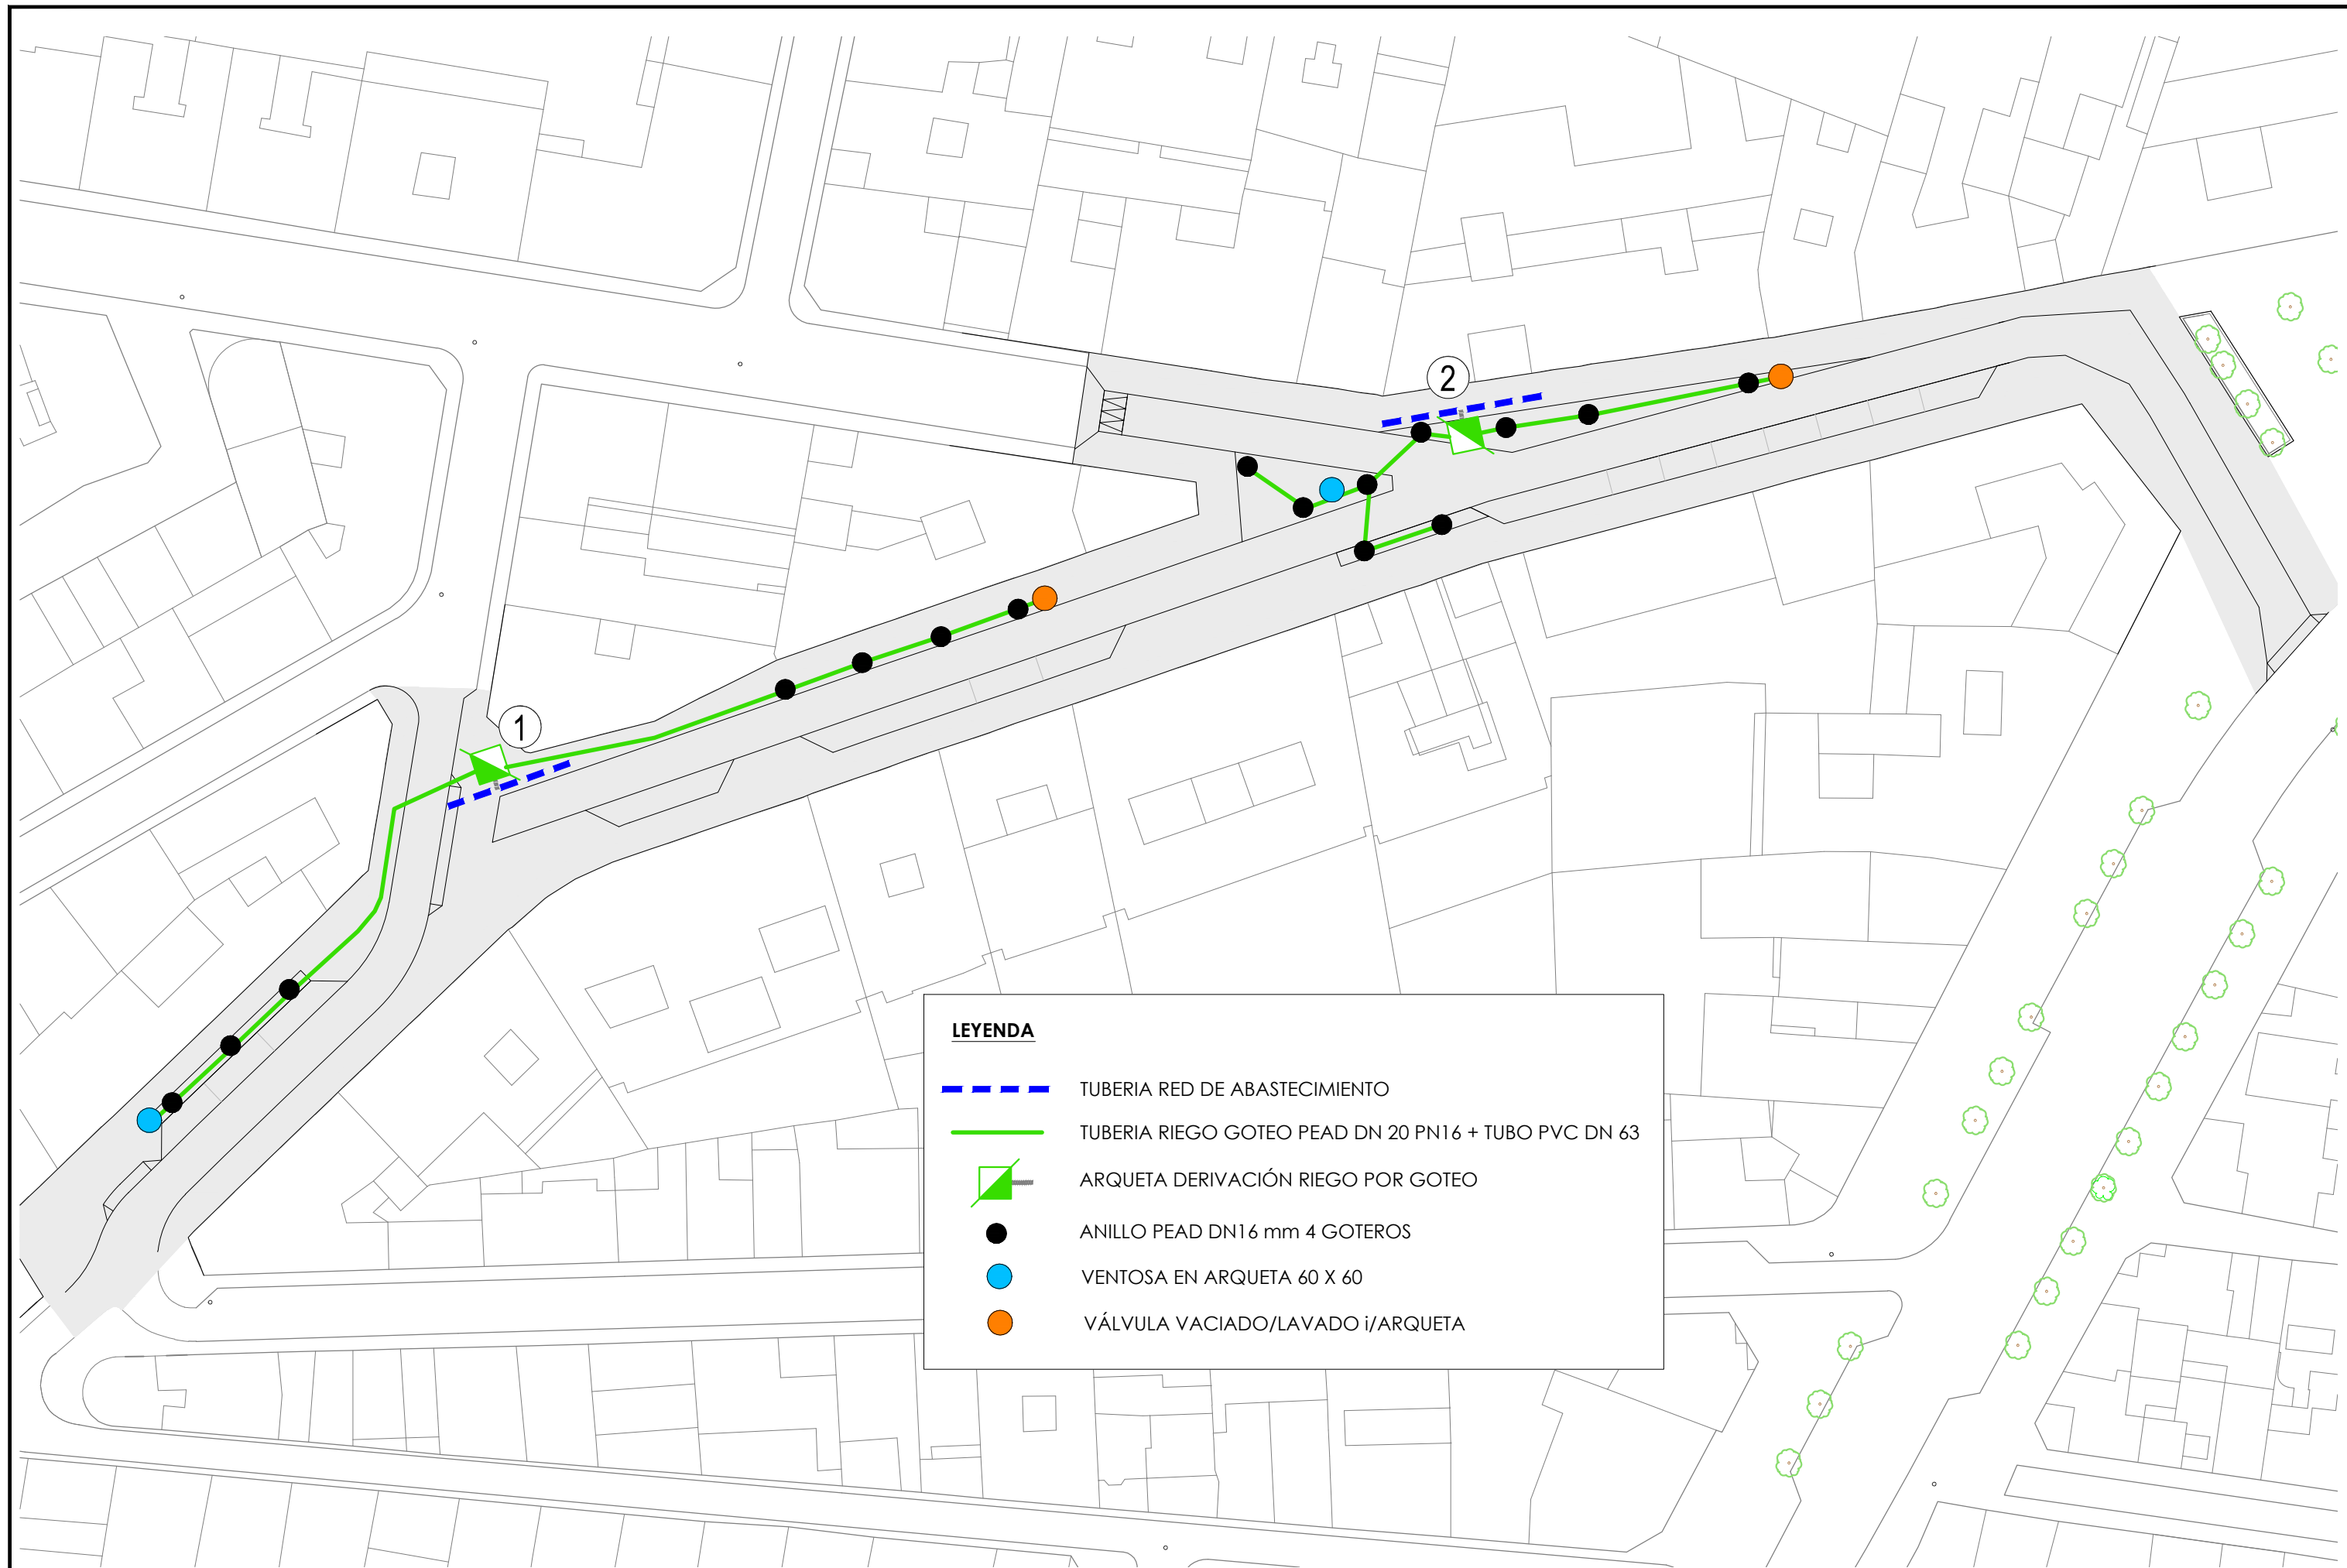 2
1
LEYENDA
TUBERIA RED DE ABASTECIMIENTO
TUBERIA RIEGO GOTEO PEAD DN 20 PN16 + TUBO PVC DN 63
ARQUETA DERIVACIÓN RIEGO POR GOTEO
ANILLO PEAD DN16 mm 4 GOTEROS
VENTOSA EN ARQUETA 60 X 60
VÁLVULA VACIADO/LAVADO i/ARQUETA